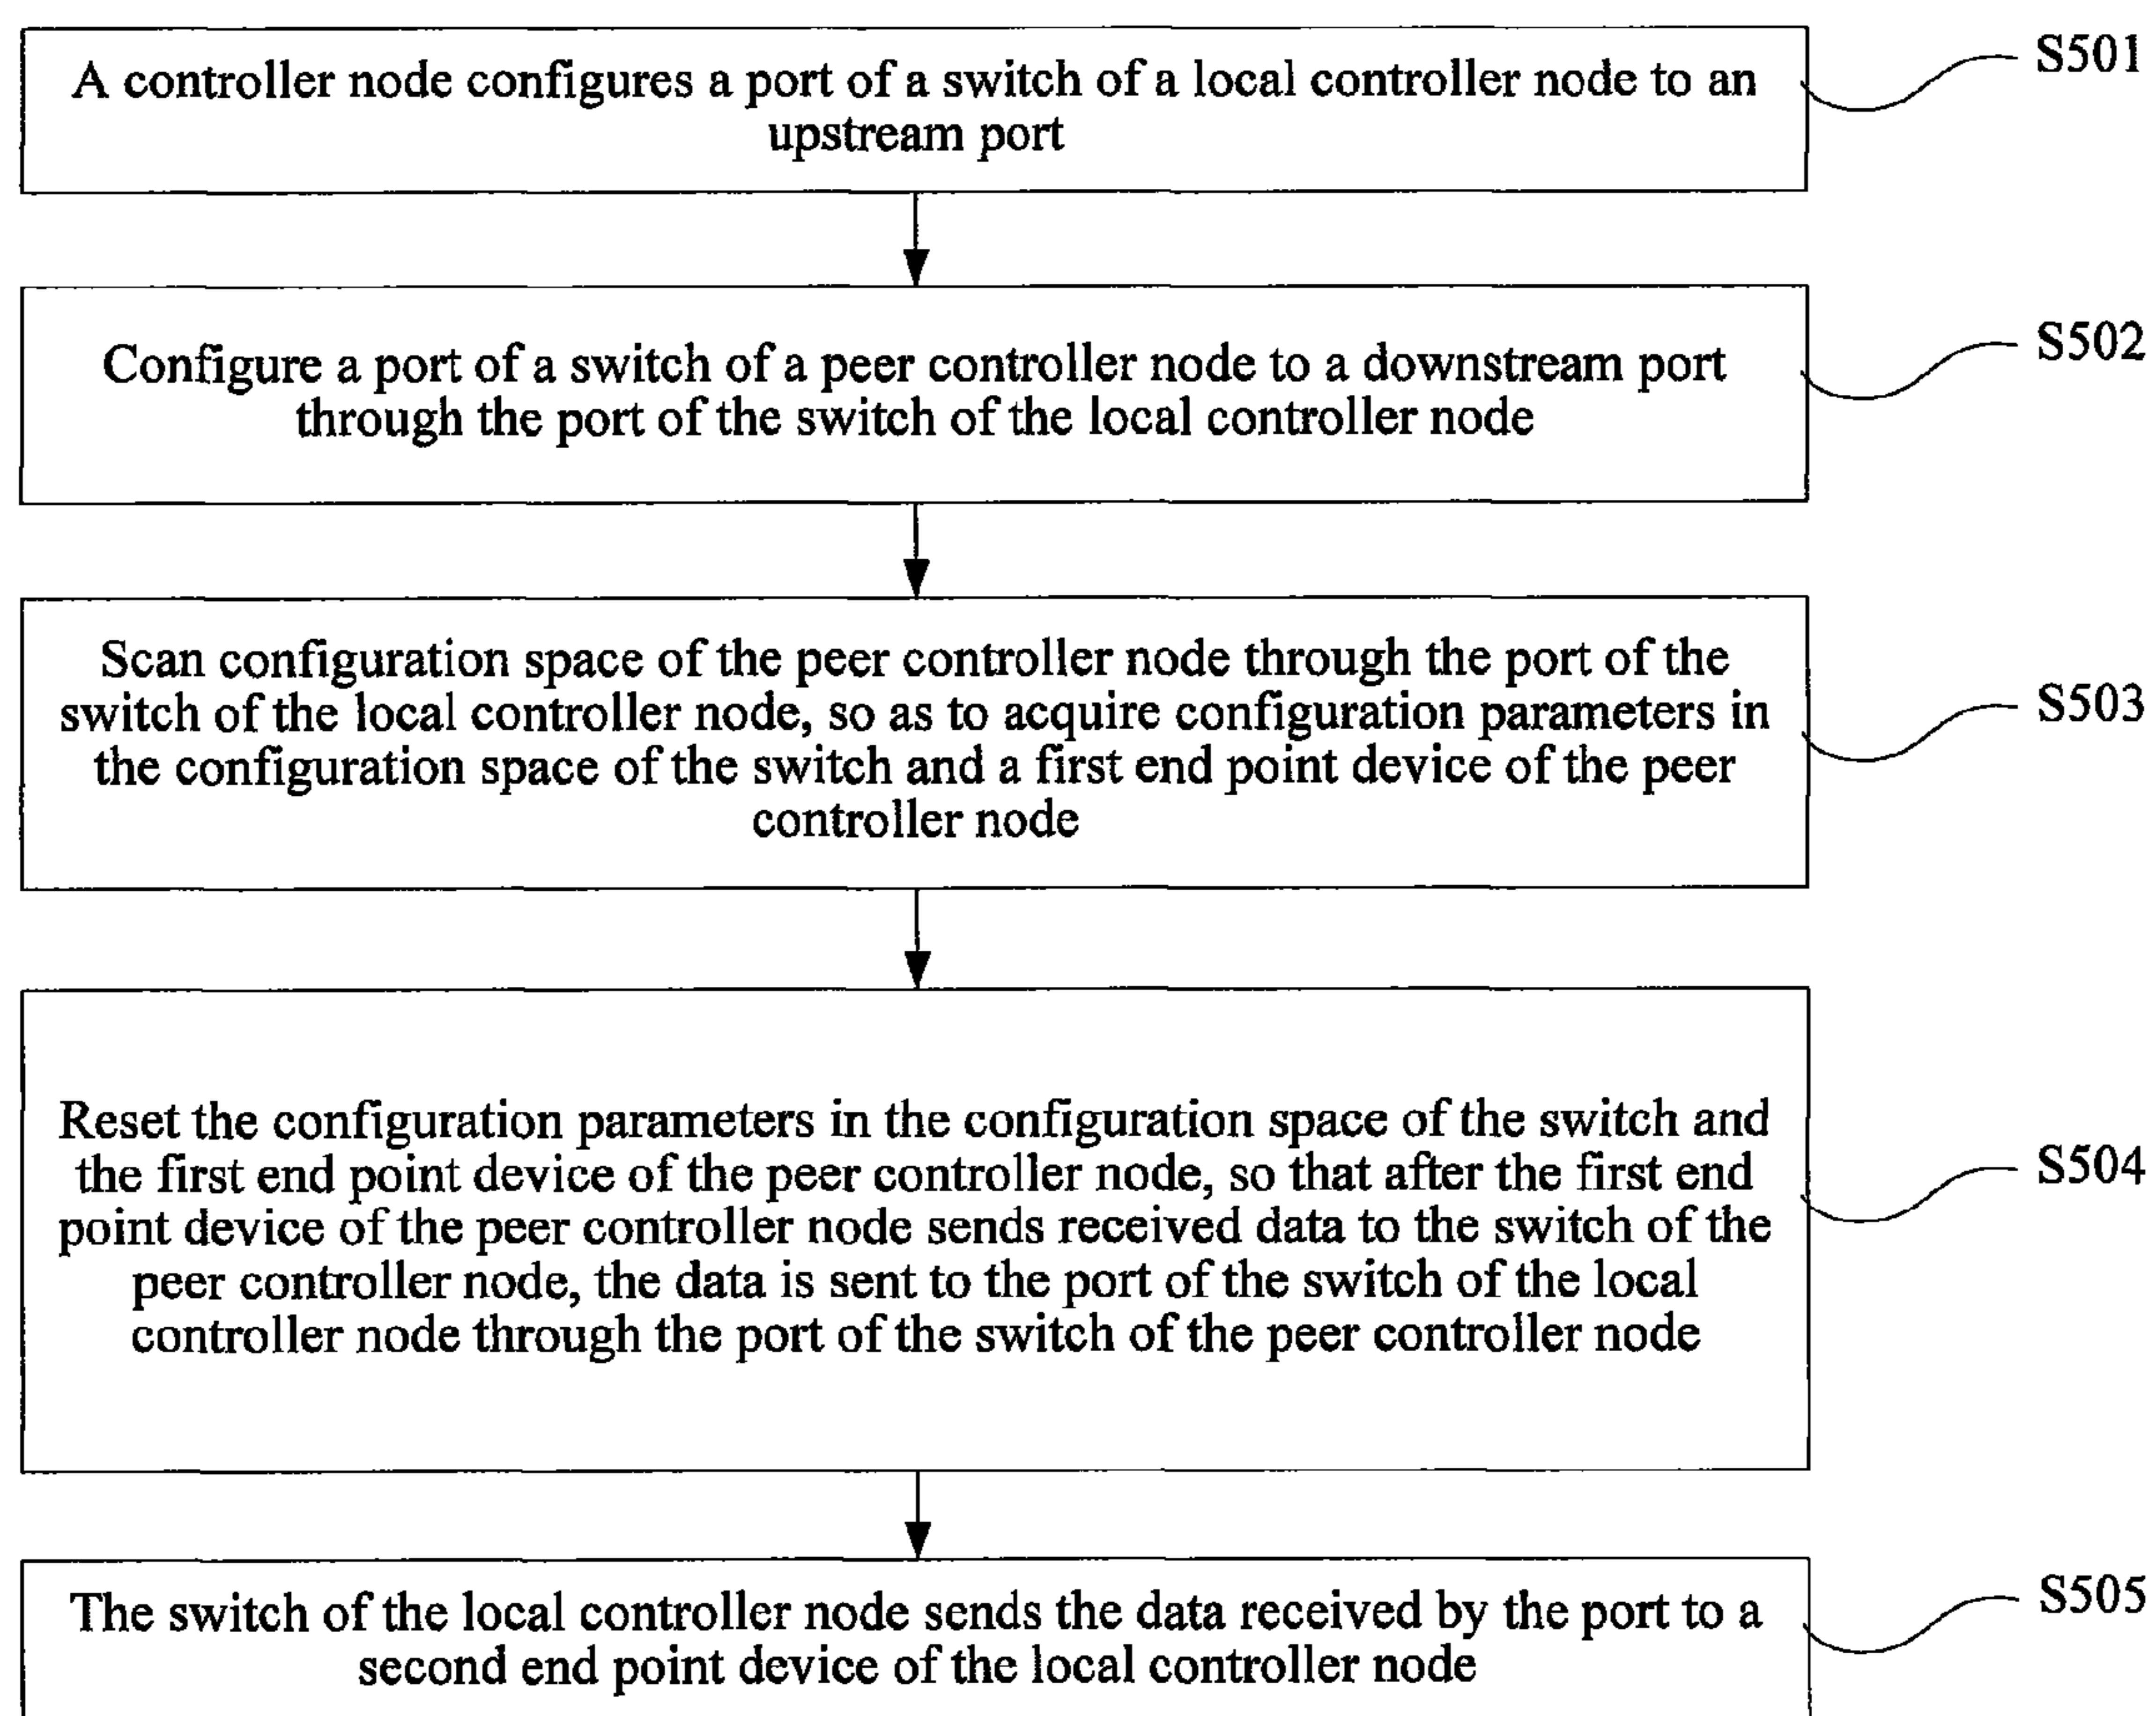 A controller node configures a port of a switch of a local controller node to an
upstream port
S501
Configure a port of a switch of a peer controller node to a downstream port
through the port of the switch of the local controller node
S502
Scan configuration space of the peer controller node through the port of the
switch of the local controller node, so as to acquire configuration parameters in
the configuration space of the switch and a first end point device of the peer
controller node
S503
Reset the configuration parameters in the configuration space of the switch and
the first end point device of the peer controller node, so that after the first end
point device of the peer controller node sends received data to the switch of the
peer controller node, the data is sent to the port of the switch of the local
controller node through the port of the switch of the peer controller node
S504
The switch of the local controller node sends the data received by the port to a
second end point device of the local controller node
S505